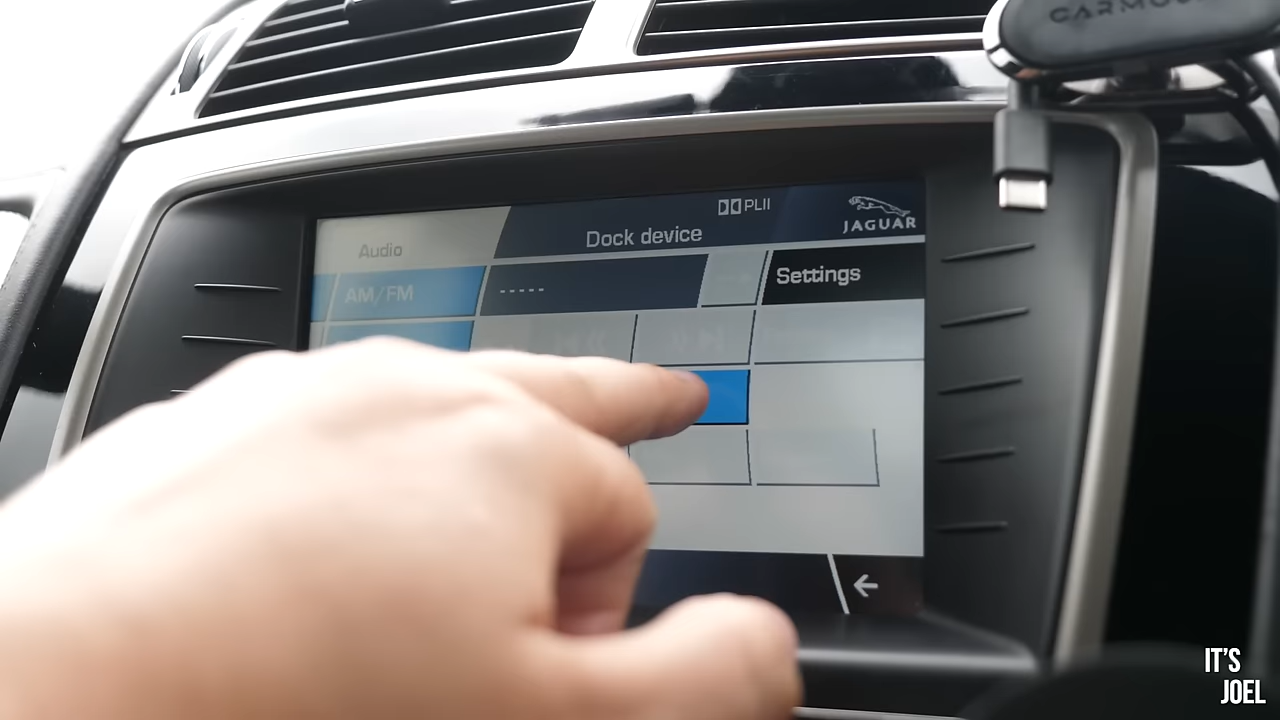 PLII
JAGUAR
Dock device
Audio
Settings
AM/FM
-----
IT'S
JOEL